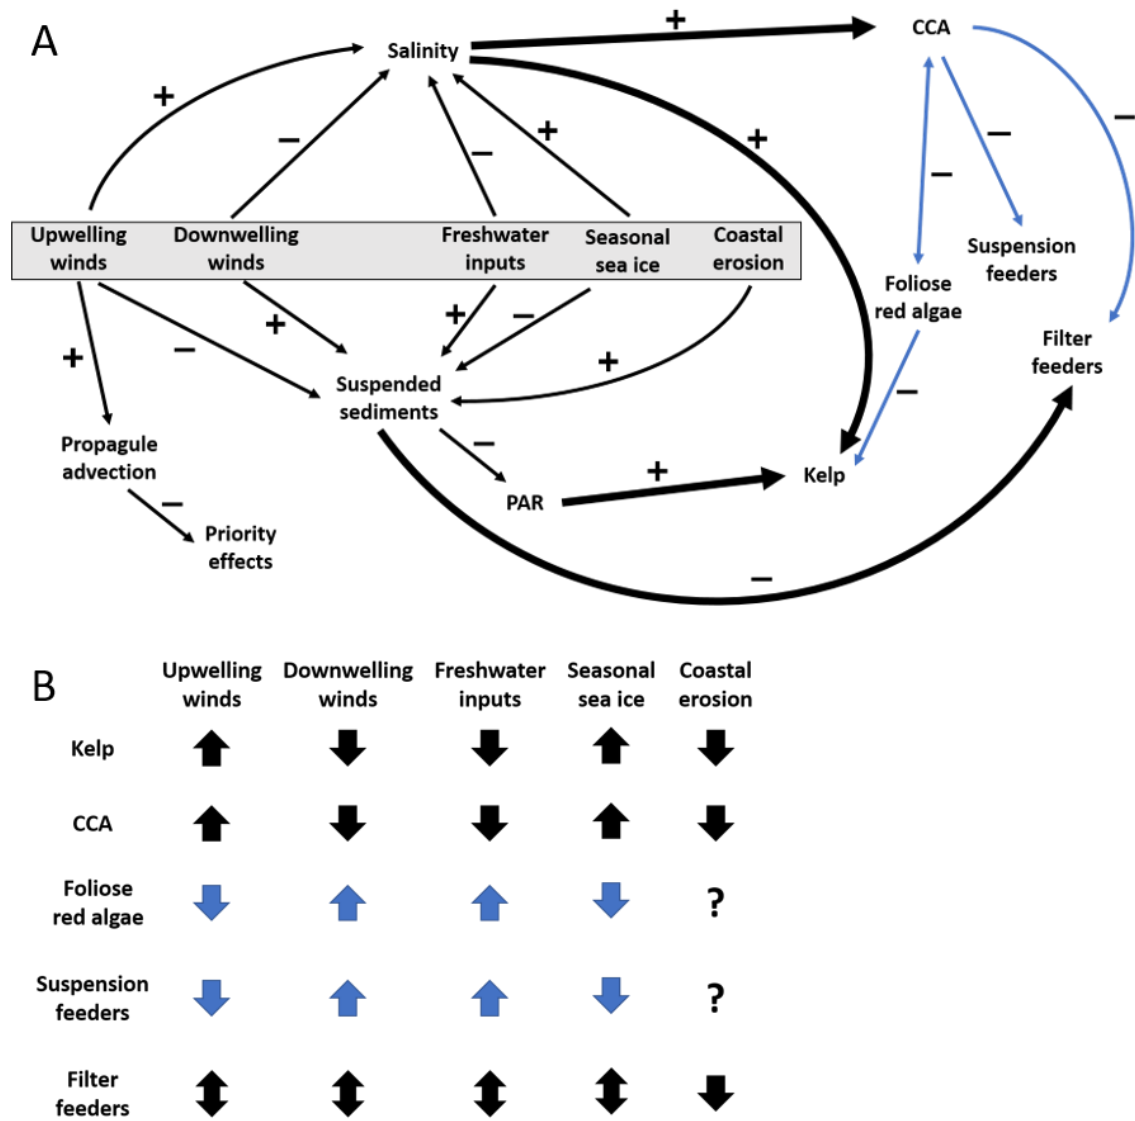 A
Salinity
+
CCA
+
−
−
+
+
−
−
−
Upwelling
winds
Downwelling
winds
Freshwater
inputs
Seasonal
sea ice
Coastal
erosion
Suspension
feeders
Foliose
red algae
Filter
feeders
+
−
+
+
−
+
−
Suspended
sediments
Propagule
advection
−
+
Kelp
PAR
−
Priority
effects
−
B
Upwelling
winds
Downwelling
winds
Freshwater
inputs
Seasonal
sea ice
Coastal
erosion
Kelp
CCA
Foliose
red algae
?
Suspension
feeders
?
Filter
feeders